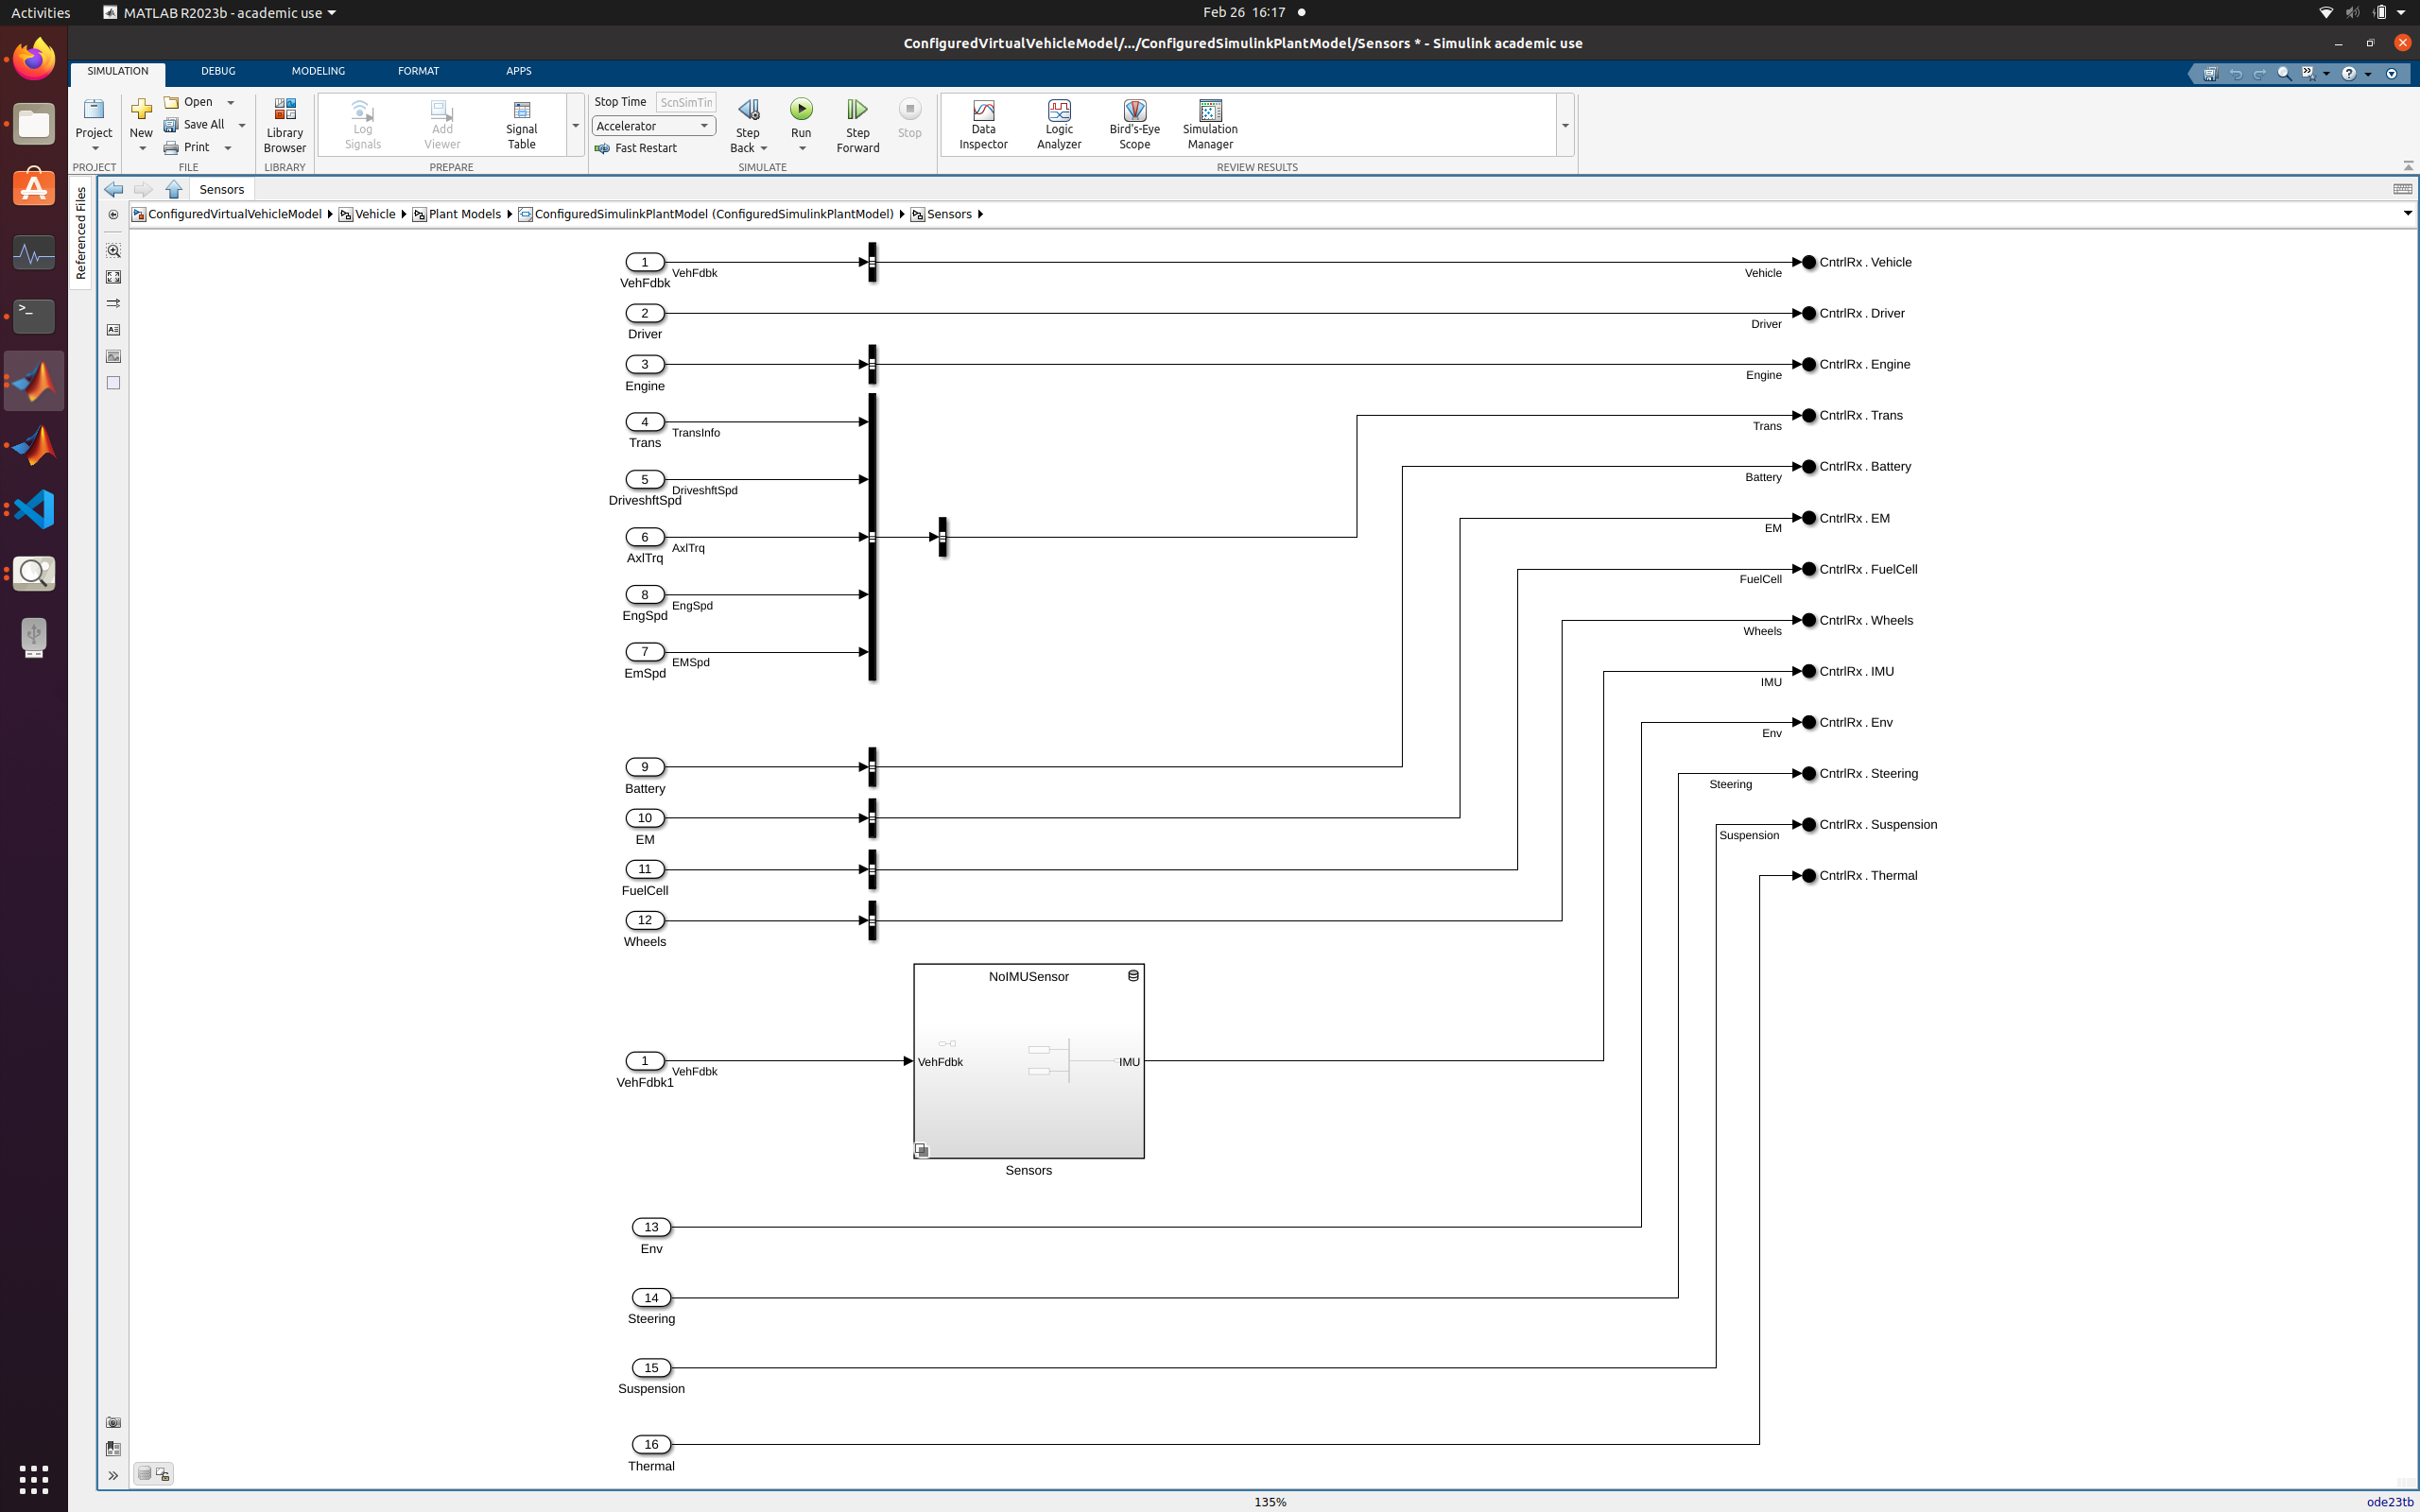 Activities
MATLAB R2023b - academic use
Feb 26 16:17
ConfiguredVirtualVehicleModel/.../ConfiguredSimulinkPlantModel/Sensors * - Simulink academic use
SIMULATION
DEBUG
MODELING
FORMAT
APPS
Project
New
Open
Save All
Print
Library
Browser
Log
Signals
Add
Viewer
Signal
Table
Stop Time
ScnSimTin
Accelerator
Fast Restart
Step
Back
Run
Step
Forward
Stop
Data
Inspector
Logic
Analyzer
Bird's-Eye
Scope
Simulation
Manager
PROJECT
FILE
LIBRARY
PREPARE
SIMULATE
REVIEW RESULTS
Referenced Files
Sensors
ConfiguredVirtualVehicleModel
Vehicle
Plant Models
ConfiguredSimulinkPlantModel (ConfiguredSimulinkPlantModel)
Sensors
1
VehFdbk
VehFdbk
Vehicle
CntrlRx . Vehicle
2
Driver
Driver
CntrlRx . Driver
3
Engine
Engine
CntrlRx . Engine
4
TransInfo
Trans
Trans
CntrlRx . Trans
5
DriveshftSpd
DriveshftSpd
Battery
CntrlRx . Battery
6
AxlTrq
AxlTrq
EM
CntrlRx . EM
8
EngSpd
EngSpd
FuelCell
CntrlRx . FuelCell
7
EMSpd
EmSpd
Wheels
CntrlRx . Wheels
IMU
CntrlRx . IMU
Env
CntrlRx . Env
9
Battery
Steering
CntrlRx . Steering
10
EM
Suspension
CntrlRx . Suspension
11
FuelCell
CntrlRx . Thermal
12
Wheels
NoIMUSensor
1
VehFdbk
VehFdbk1
VehFdbk
IMU
Sensors
13
Env
14
Steering
15
Suspension
16
Thermal
135%
ode23tb